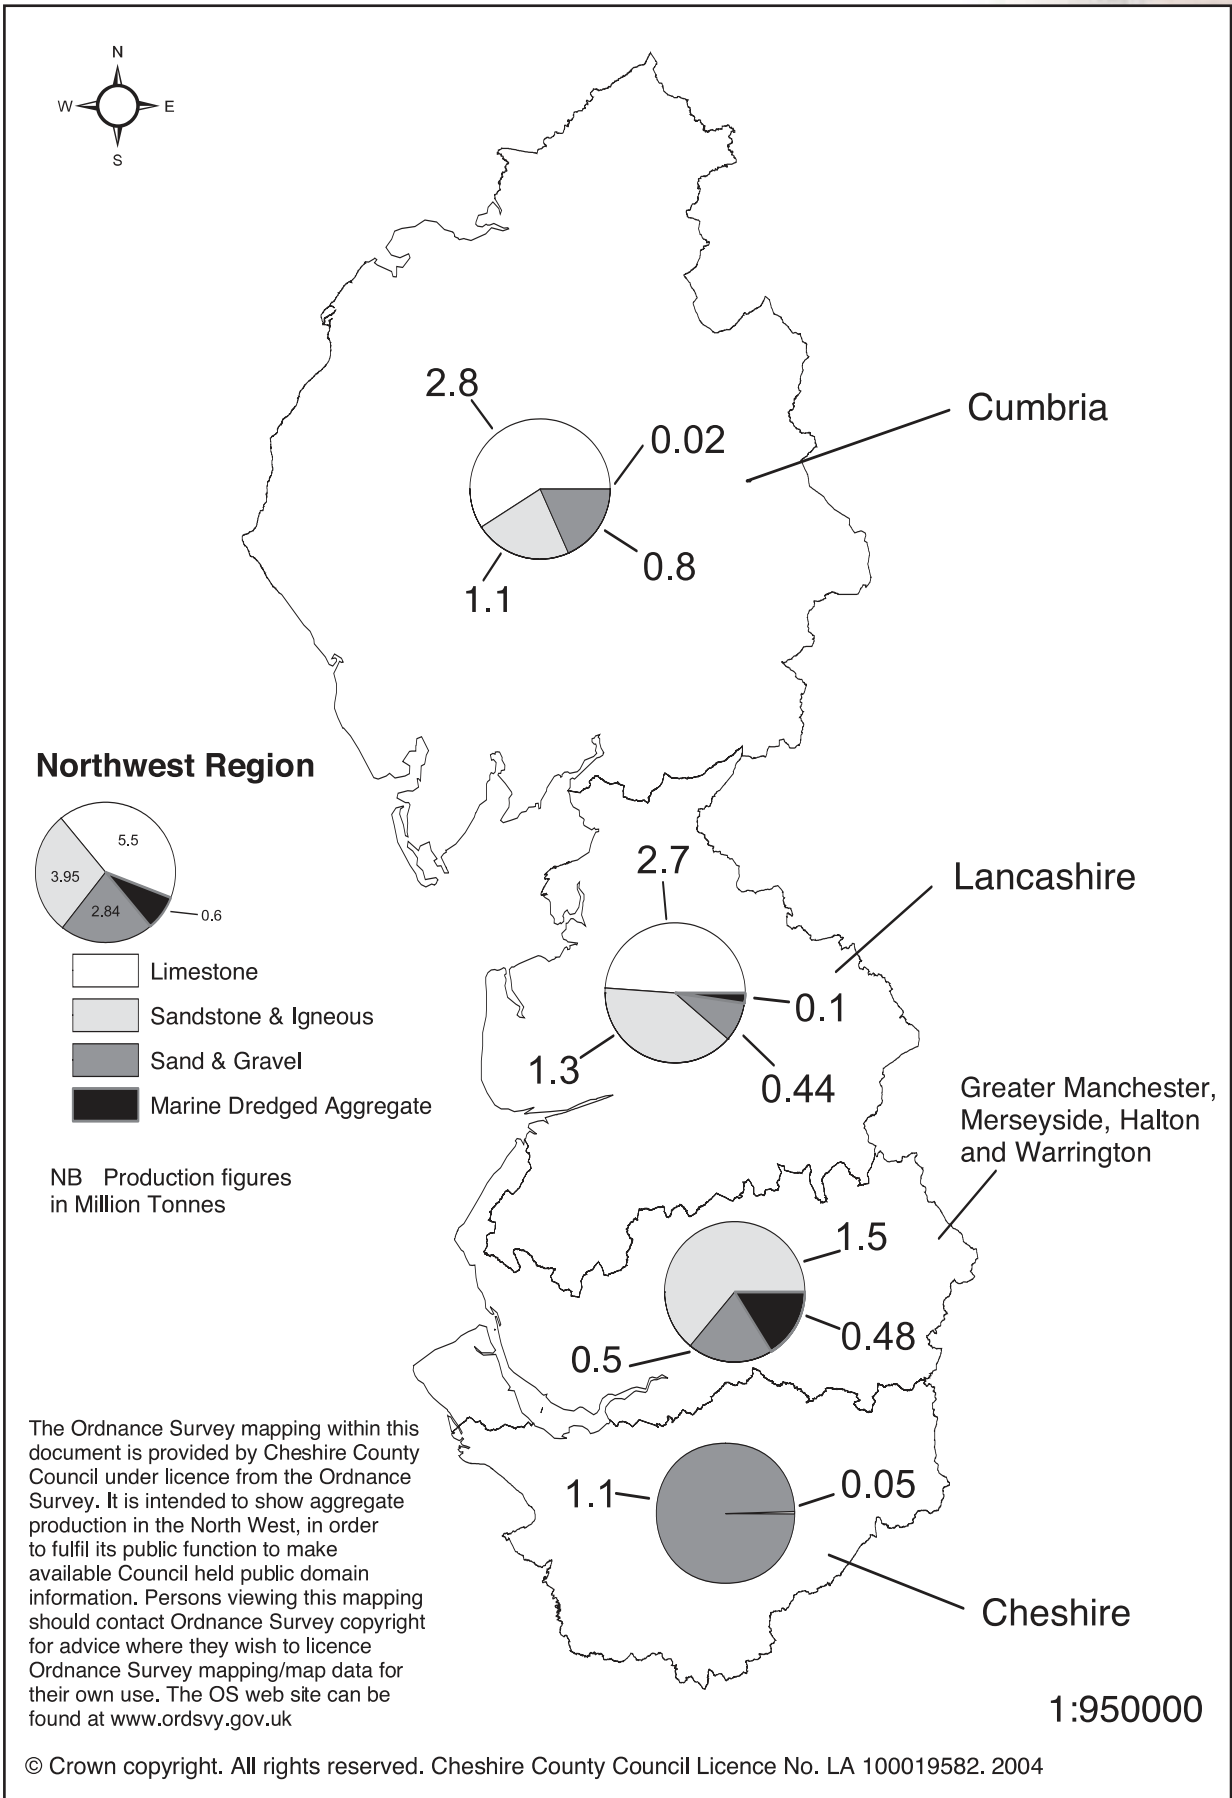 N
W E
S
2.8
0.02
Cumbria
0.8
1.1
Northwest Region
5.5
3.95
2.84
0.6
Limestone
Sandstone & Igneous
Sand & Gravel
Marine Dredged Aggregate
NB Production figures
in Million Tonnes
2.7
Lancashire
0.1
1.3
0.44
Greater Manchester,
Merseyside, Halton
and Warrington
1.5
0.48
0.5
1.1
0.05
Cheshire
The Ordnance Survey mapping within this
document is provided by Cheshire County
Council under licence from the Ordnance
Survey. It is intended to show aggregate
production in the North West, in order
to fulfil its public function to make
available Council held public domain
information. Persons viewing this mapping
should contact Ordnance Survey copyright
for advice where they wish to licence
Ordnance Survey mapping/map data for
their own use. The OS web site can be
found at www.ordsvy.gov.uk
1:950000
© Crown copyright. All rights reserved. Cheshire County Council Licence No. LA 100019582. 2004